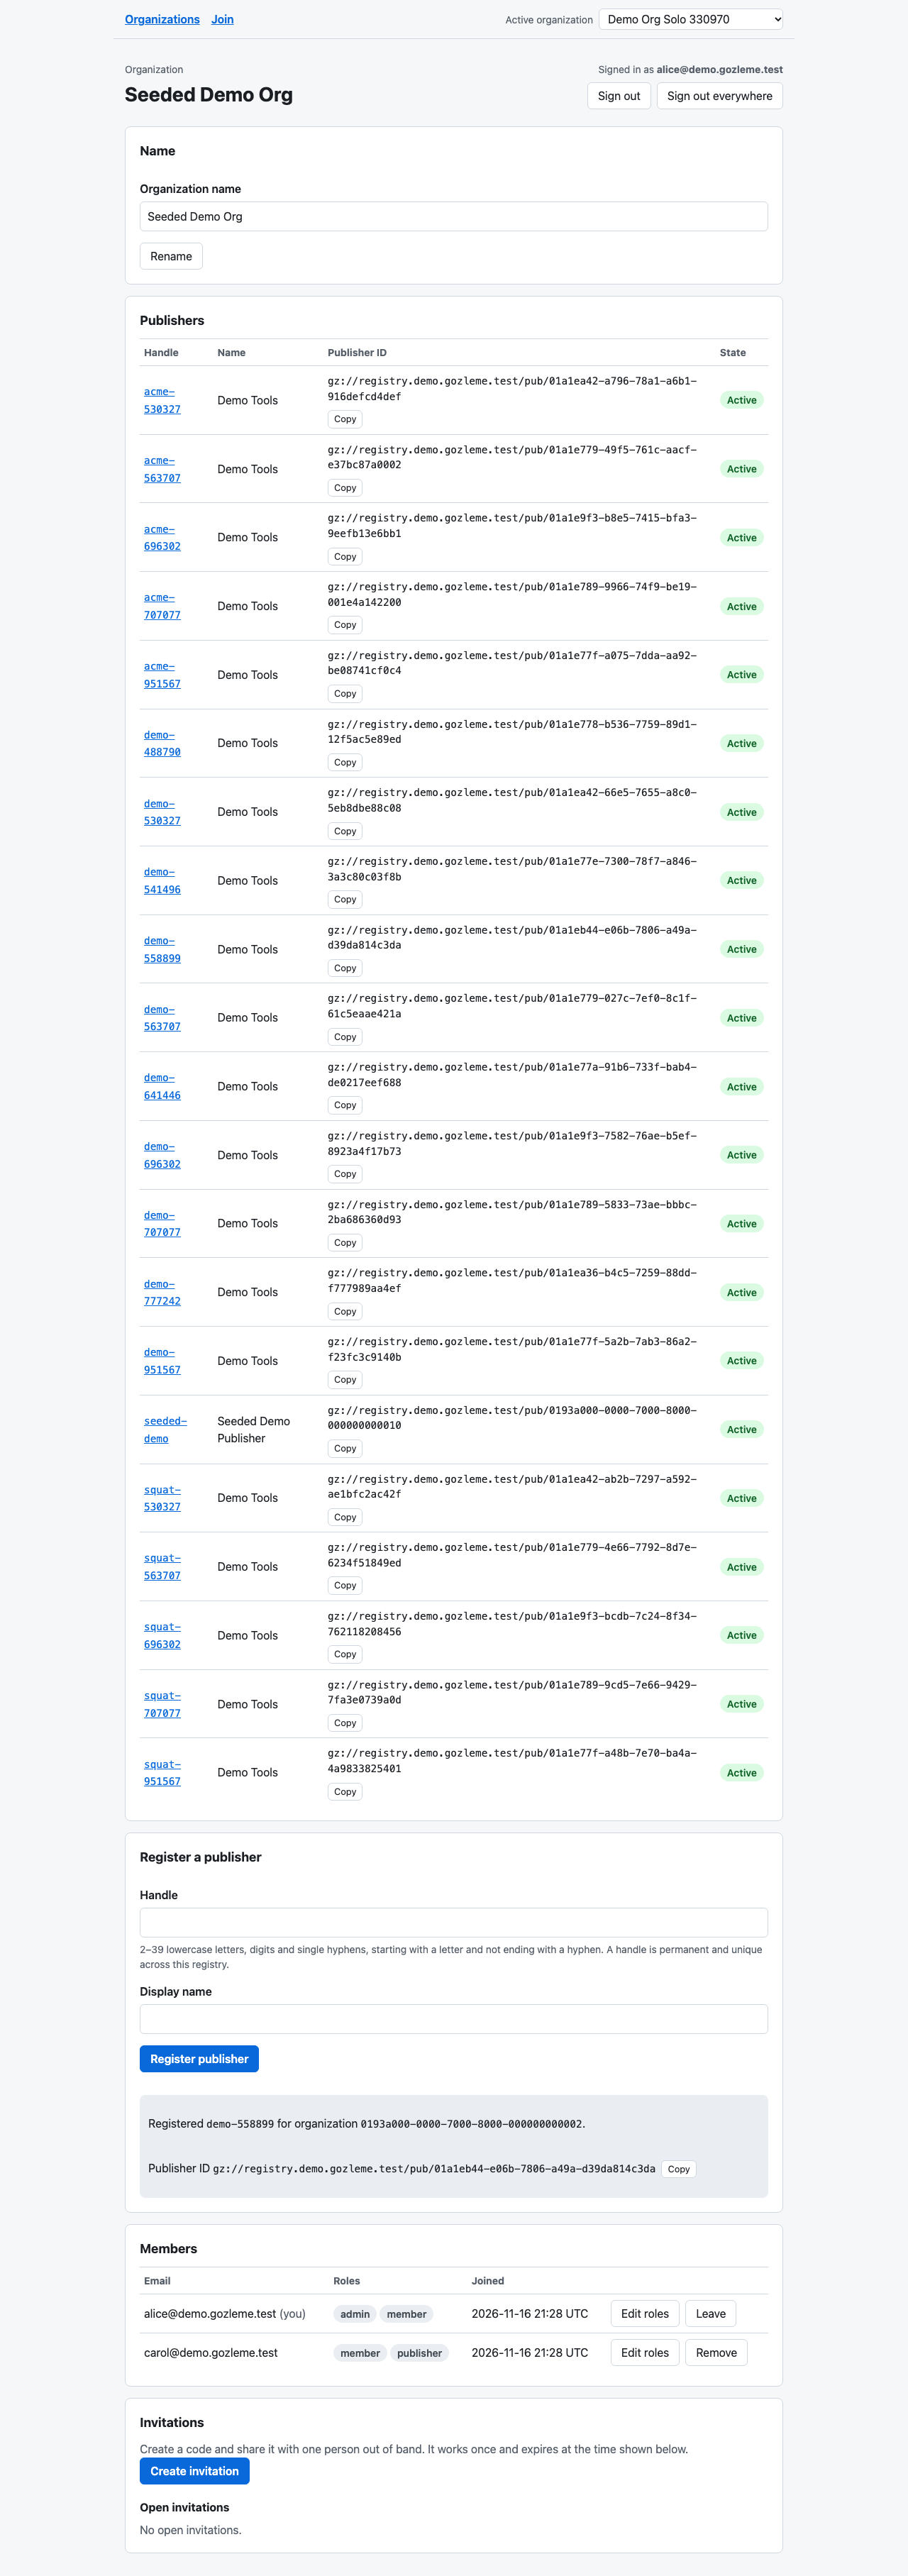 Organizations Join Active organization Demo Org Solo 330970
Organization Signed in as alice@demo.gozleme.test
Seeded Demo Org Sign out Sign out everywhere
Name
Organization name
Seeded Demo Org
Rename
Publishers
Handle Name Publisher ID State
acme-
530327
Demo Tools
gz://registry.demo.gozleme.test/pub/01a1ea42-a796-78a1-a6b1-
916defcd4def
Copy
Active
acme-
563707
Demo Tools
gz://registry.demo.gozleme.test/pub/01a1e779-49f5-761c-aacf-
e37bc87a0002
Copy
Active
acme-
696302
Demo Tools
gz://registry.demo.gozleme.test/pub/01a1e9f3-b8e5-7415-bfa3-
9eefb13e6bb1
Copy
Active
acme-
707077
Demo Tools
gz://registry.demo.gozleme.test/pub/01a1e789-9966-74f9-be19-
001e4a142200
Copy
Active
acme-
951567
Demo Tools
gz://registry.demo.gozleme.test/pub/01a1e77f-a075-7dda-aa92-
be08741cf0c4
Copy
Active
demo-
488790
Demo Tools
gz://registry.demo.gozleme.test/pub/01a1e778-b536-7759-89d1-
12f5ac5e89ed
Copy
Active
demo-
530327
Demo Tools
gz://registry.demo.gozleme.test/pub/01a1ea42-66e5-7655-a8c0-
5eb8dbe88c08
Copy
Active
demo-
541496
Demo Tools
gz://registry.demo.gozleme.test/pub/01a1e77e-7300-78f7-a846-
3a3c80c03f8b
Copy
Active
demo-
558899
Demo Tools
gz://registry.demo.gozleme.test/pub/01a1eb44-e06b-7806-a49a-
d39da814c3da
Copy
Active
demo-
563707
Demo Tools
gz://registry.demo.gozleme.test/pub/01a1e779-027c-7ef0-8c1f-
61c5eaae421a
Copy
Active
demo-
641446
Demo Tools
gz://registry.demo.gozleme.test/pub/01a1e77a-91b6-733f-bab4-
de0217eef688
Copy
Active
demo-
696302
Demo Tools
gz://registry.demo.gozleme.test/pub/01a1e9f3-7582-76ae-b5ef-
8923a4f17b73
Copy
Active
demo-
707077
Demo Tools
gz://registry.demo.gozleme.test/pub/01a1e789-5833-73ae-bbbc-
2ba686360d93
Copy
Active
demo-
777242
Demo Tools
gz://registry.demo.gozleme.test/pub/01a1ea36-b4c5-7259-88dd-
f777989aa4ef
Copy
Active
demo-
951567
Demo Tools
gz://registry.demo.gozleme.test/pub/01a1e77f-5a2b-7ab3-86a2-
f23fc3c9140b
Copy
Active
seeded-
demo
Seeded Demo
Publisher
gz://registry.demo.gozleme.test/pub/0193a000-0000-7000-8000-
000000000010
Copy
Active
squat-
530327
Demo Tools
gz://registry.demo.gozleme.test/pub/01a1ea42-ab2b-7297-a592-
ae1bfc2ac42f
Copy
Active
squat-
563707
Demo Tools
gz://registry.demo.gozleme.test/pub/01a1e779-4e66-7792-8d7e-
6234f51849ed
Copy
Active
squat-
696302
Demo Tools
gz://registry.demo.gozleme.test/pub/01a1e9f3-bcdb-7c24-8f34-
762118208456
Copy
Active
squat-
707077
Demo Tools
gz://registry.demo.gozleme.test/pub/01a1e789-9cd5-7e66-9429-
7fa3e0739a0d
Copy
Active
squat-
951567
Demo Tools
gz://registry.demo.gozleme.test/pub/01a1e77f-a48b-7e70-ba4a-
4a9833825401
Copy
Active
Register a publisher
Handle
2–39 lowercase letters, digits and single hyphens, starting with a letter and not ending with a hyphen. A handle is permanent and unique
across this registry.
Display name
Register publisher
Registered demo-558899 for organization 0193a000-0000-7000-8000-000000000002.
Publisher ID gz://registry.demo.gozleme.test/pub/01a1eb44-e06b-7806-a49a-d39da814c3da Copy
Members
Email Roles Joined
alice@demo.gozleme.test (you) admin member 2026-11-16 21:28 UTC Edit roles Leave
carol@demo.gozleme.test member publisher 2026-11-16 21:28 UTC Edit roles Remove
Invitations
Create a code and share it with one person out of band. It works once and expires at the time shown below.
Create invitation
Open invitations
No open invitations.